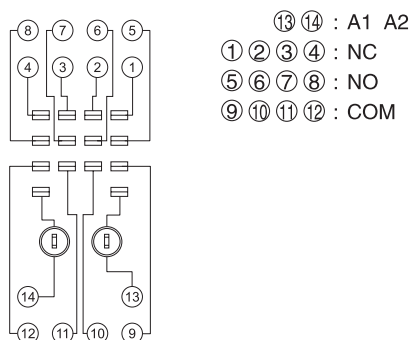 ⑧ ⑦ ⑥ ⑤
④ ③ ② ①
⑭ ⑬
⑫ ⑪ ⑩ ⑨
⑬ ⑭ : A1 A2
① ② ③ ④ : NC
⑤ ⑥ ⑦ ⑧ : NO
⑨ ⑩ ⑪ ⑫ : COM